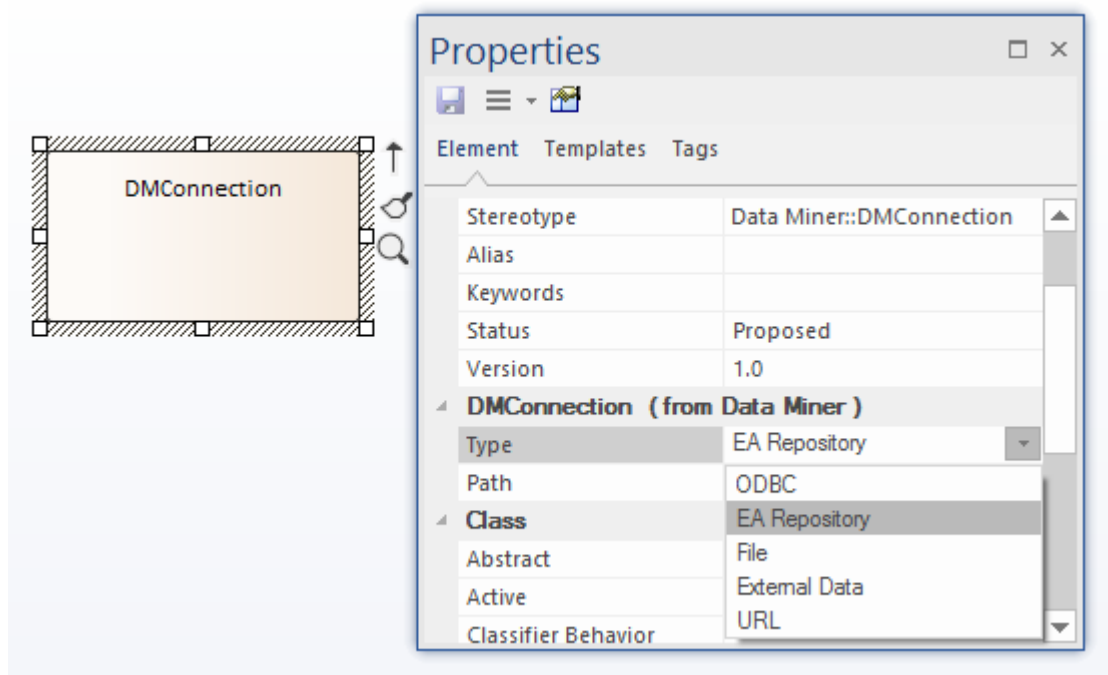 Properties
Element Templates Tags
DMConnection
Stereotype Data Miner::DMConnection
Alias
Keywords
Status Proposed
Version 1.0
DMConnection (from Data Miner)
Type EA Repository
Path ODBC
Class EA Repository
Abstract File
Active External Data
Classifier Behavior URL